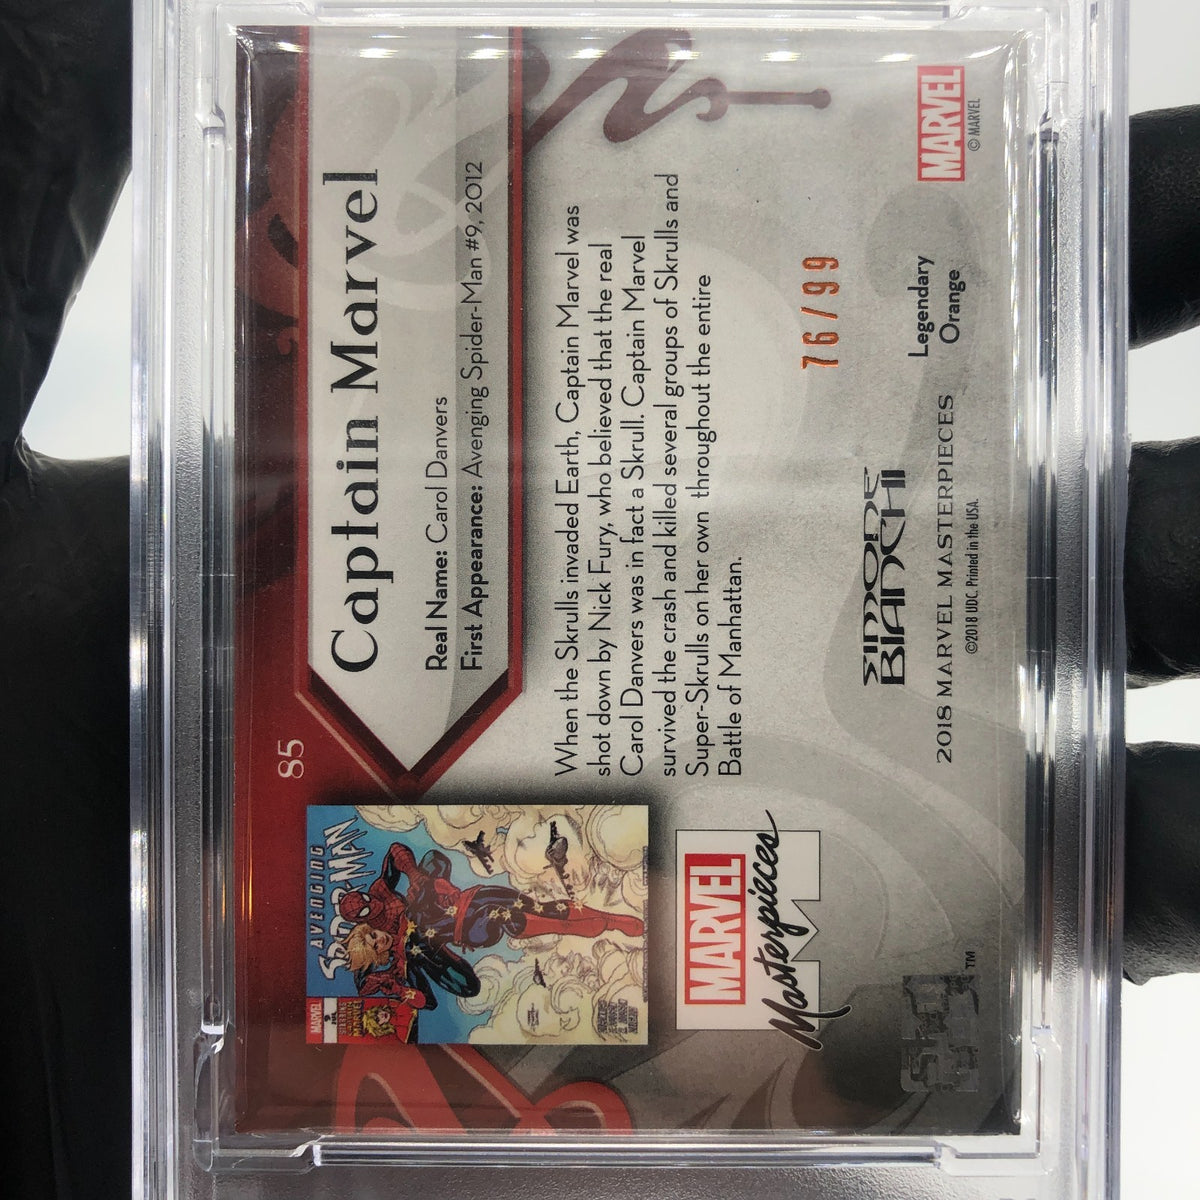 85
Captain Marvel
Real Name: Carol Danvers
First Appearance: Avenging Spider-Man #9, 2012
MARVEL
9
AVENGING
SPIDER-MAN
When the Skrulls invaded Earth, Captain Marvel was
shot down by Nick Fury, who believed that the real
Carol Danvers was in fact a Skrull. Captain Marvel
survived the crash and killed several groups of Skrulls and
Super-Skrulls on her own throughout the entire
Battle of Manhattan.
MARVEL
Masterpieces
76/99
SIMONE
BIANCHI
Legendary
Orange
2018 MARVEL MASTERPIECES
©2018 UDC. Printed in the USA.
MARVEL
© MARVEL
TM